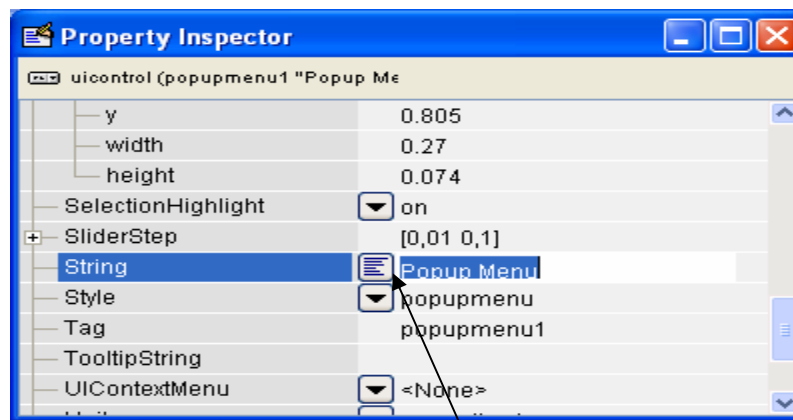 Property Inspector
uicontrol (popupmenu1 "Popup Me
y 0.805
width 0.27
height 0.074
SelectionHighlight on
SliderStep [0,01 0,1]
String Popup Menu
Style popupmenu
Tag popupmenu1
TooltipString
UIContextMenu <None>